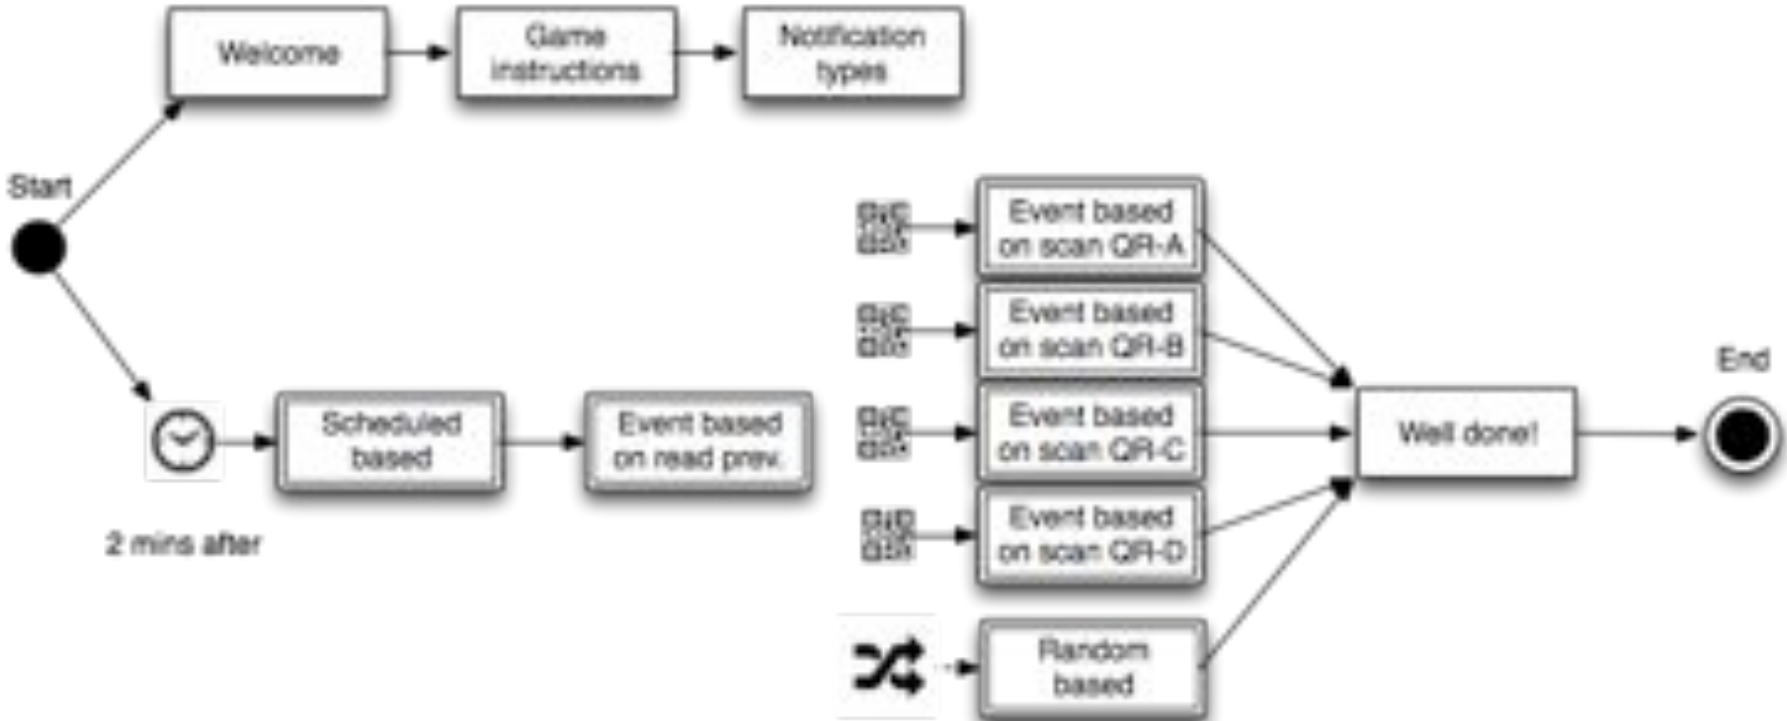 Welcome
Game
instructions
Notification
types
Start
Event based
on scan QR-A
Event based
on scan QR-B
End
Scheduled
based
Event based
on read prev.
Event based
on scan QR-C
Well done!
2 mins after
Event based
on scan QR-D
Random
based